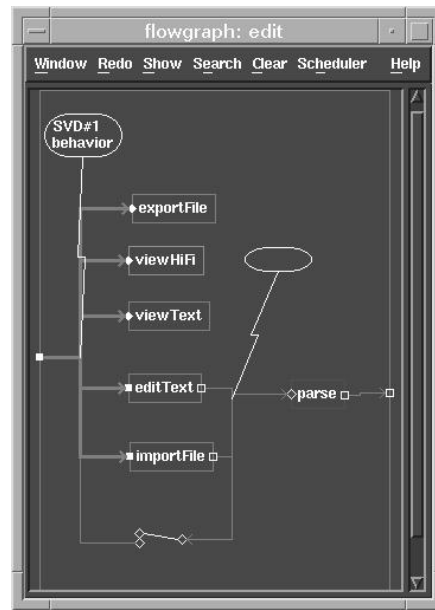 flowgraph: edit
Window Redo Show Search Clear Scheduler Help
SVD#1
behavior
exportFile
viewHiFi
viewText
editText
parse
importFile